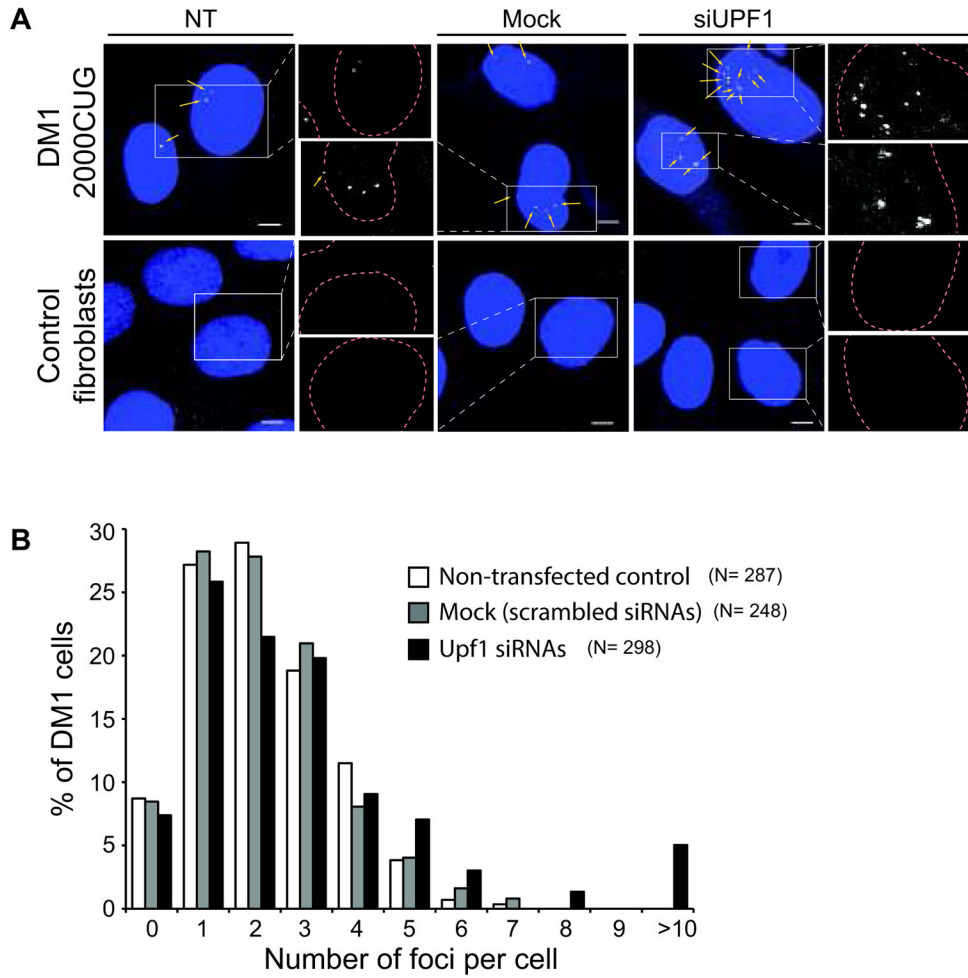 A
NT Mock siUPF1
DM1
2000CUG
Control
fibroblasts
B
% of DM1 cells
30
25
20
15
10
5
0
Non-transfected control (N= 287)
Mock (scrambled siRNAs) (N= 248)
Upf1 siRNAs (N= 298)
0 1 2 3 4 5 6 7 8 9 >10
Number of foci per cell